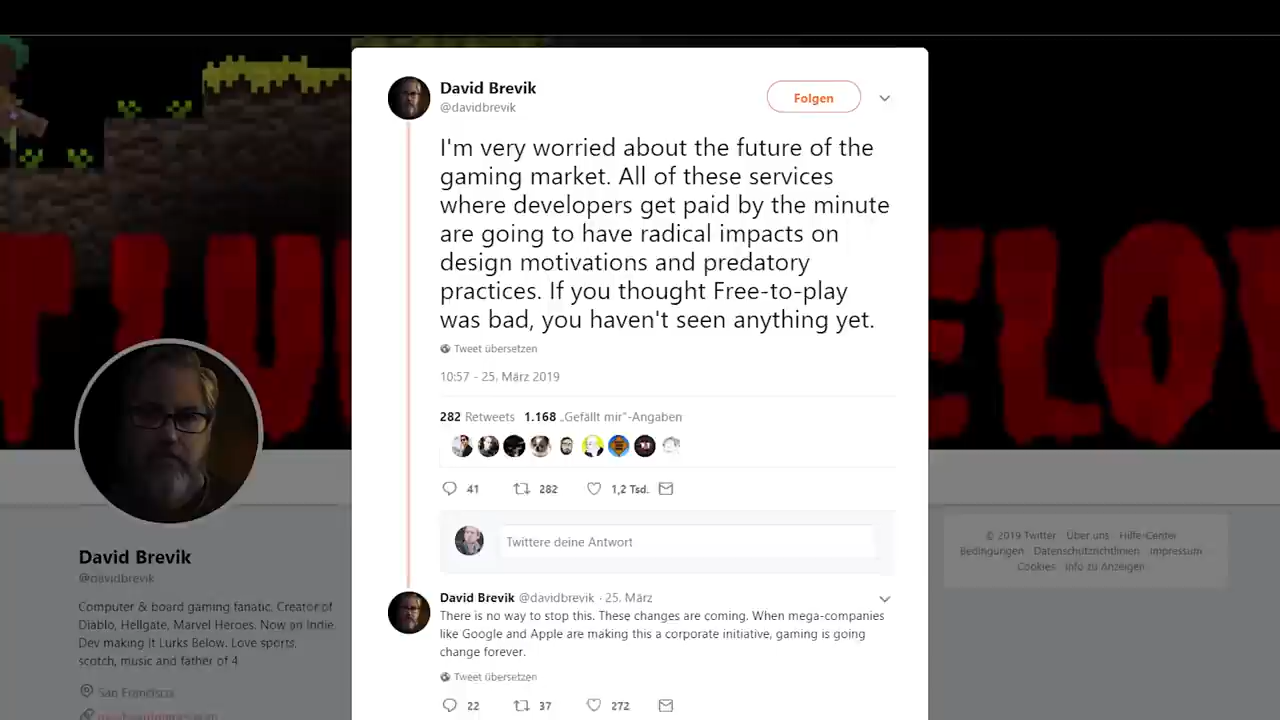 David Brevik
@davidbrevik
Folgen
I'm very worried about the future of the
gaming market. All of these services
where developers get paid by the minute
are going to have radical impacts on
design motivations and predatory
practices. If you thought Free-to-play
was bad, you haven't seen anything yet.
Tweet übersetzen
10:57 - 25. März 2019
282 Retweets 1.168 „Gefällt mir“-Angaben
41 282 1,2 Tsd.
Twittere deine Antwort
David Brevik @davidbrevik · 25. März
There is no way to stop this. These changes are coming. When mega-companies
like Google and Apple are making this a corporate initiative, gaming is going
change forever.
Tweet übersetzen
22 37 272
David Brevik
@davidbrevik
Computer & board gaming fanatic. Creator of
Diablo, Hellgate, Marvel Heroes. Now an Indie
Dev making It Lurks Below. Love sports,
scotch, music and father of 4
San Francisco
© 2019 Twitter Über uns Hilfe-Center
Bedingungen Datenschutzrichtlinien Impressum
Cookies Info zu Anzeigen